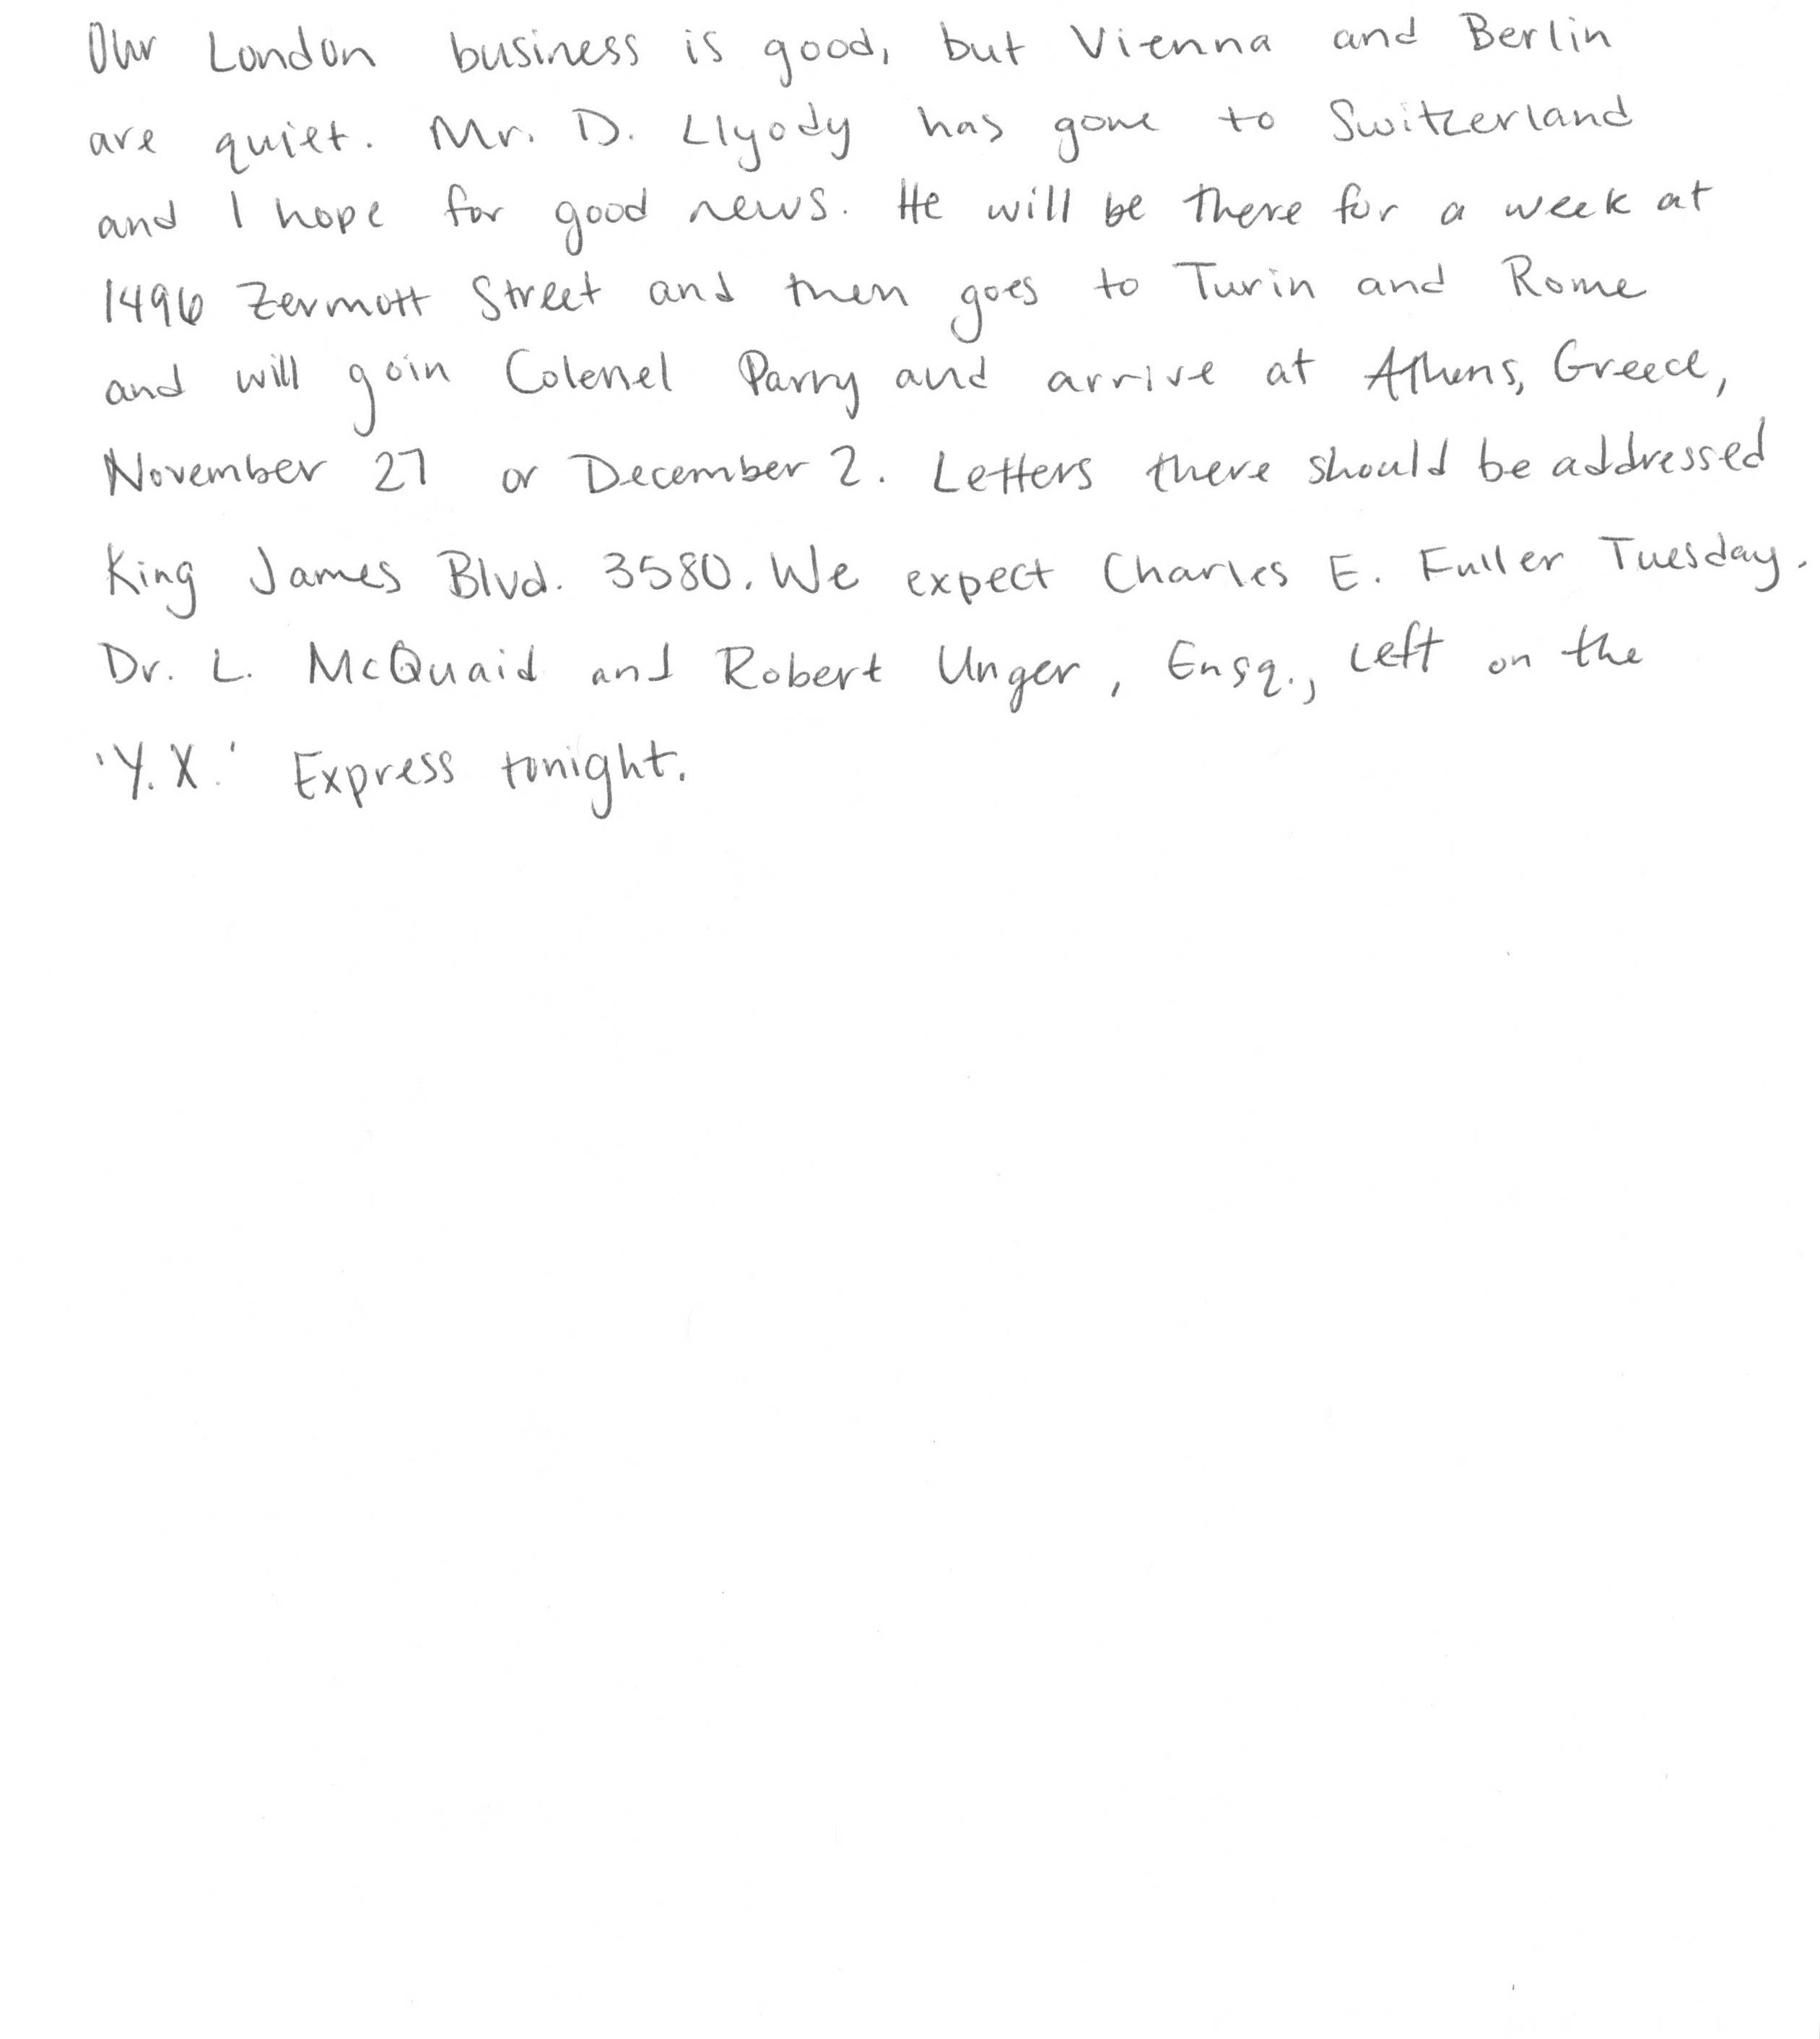 Our London business is good, but Vienna and Berlin
are quiet. Mr. D. Llyody has gone to Switzerland
and I hope for good news. He will be there for a week at
1496 Zermott Street and then goes to Turin and Rome
and will goin Colenel Parry and arrive at Athens, Greece,
November 27 or December 2. Letters there should be addressed
King James Blvd. 3580. We expect Charles E. Fuller Tuesday.
Dr. L. McQuaid and Robert Unger, Ensq., Left on the
'Y.X.' Express tonight.